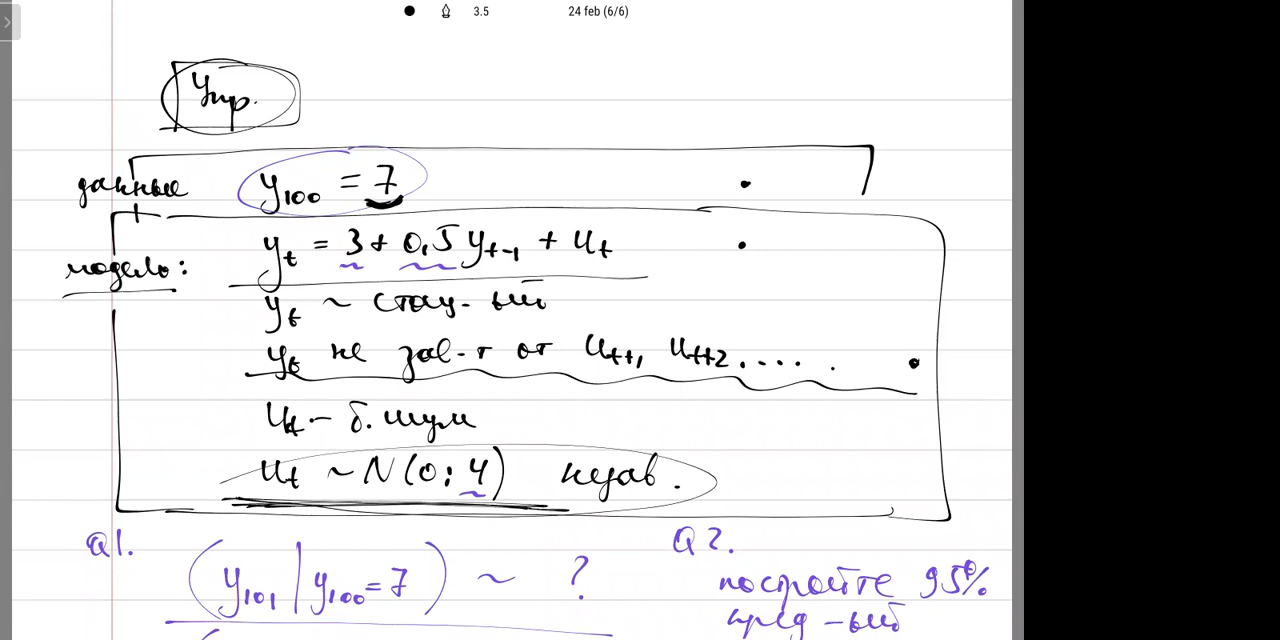 3.5 24 feb (6/6)
Упр.
данные y₁₀₀ = 7
модель: yₜ = 3 + 0,5 yₜ₋₁ + uₜ
yₜ ~ стац-ый
yₜ не зав-т от uₜ₊₁, uₜ₊₂ .....
uₜ – б. шум
uₜ ~ N(0; 4) незав.
Q1.
(y₁₀₁ | y₁₀₀ = 7) ~ ?
Q2.
постройте 95%
пред-ый